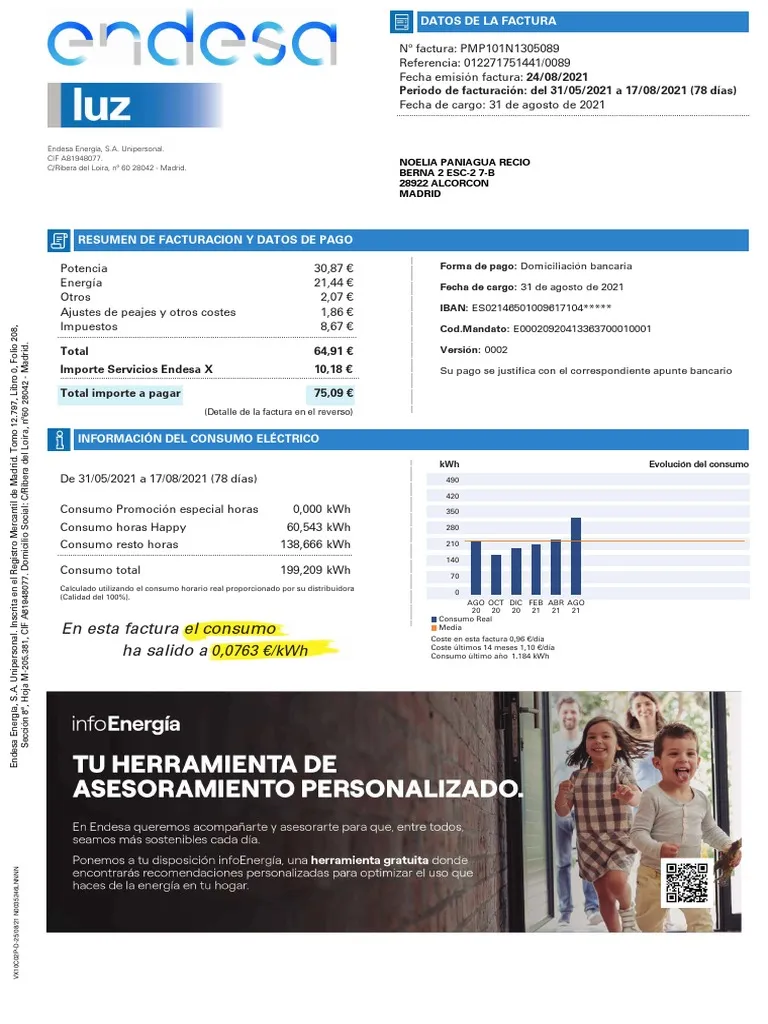 endesa
luz
Endesa Energía, S.A. Unipersonal.
CIF A81948077.
C/Ribera del Loira, nº 60 28042 - Madrid.
DATOS DE LA FACTURA
Nº factura: PMP101N1305089
Referencia: 012271751441/0089
Fecha emisión factura: 24/08/2021
Periodo de facturación: del 31/05/2021 a 17/08/2021 (78 días)
Fecha de cargo: 31 de agosto de 2021
NOELIA PANIAGUA RECIO
BERNA 2 ESC-2 7-B
28922 ALCORCON
MADRID
RESUMEN DE FACTURACION Y DATOS DE PAGO
Potencia 30,87 €
Energía 21,44 €
Otros 2,07 €
Ajustes de peajes y otros costes 1,86 €
Impuestos 8,67 €
Total 64,91 €
Importe Servicios Endesa X 10,18 €
Total importe a pagar 75,09 €
(Detalle de la factura en el reverso)
Forma de pago: Domiciliación bancaria
Fecha de cargo: 31 de agosto de 2021
IBAN: ES02146501009617104*****
Cod.Mandato: E00020920413363700010001
Versión: 0002
Su pago se justifica con el correspondiente apunte bancario
INFORMACIÓN DEL CONSUMO ELÉCTRICO
De 31/05/2021 a 17/08/2021 (78 días)
Consumo Promoción especial horas 0,000 kWh
Consumo horas Happy 60,543 kWh
Consumo resto horas 138,666 kWh
Consumo total 199,209 kWh
Calculado utilizando el consumo horario real proporcionado por su distribuidora
(Calidad del 100%).
En esta factura el consumo
ha salido a 0,0763 €/kWh
kWh Evolución del consumo
490
420
350
280
210
140
70
0
AGO OCT DIC FEB ABR AGO
20 20 20 21 21 21
Consumo Real
Media
Coste en esta factura 0,96 €/día
Coste últimos 14 meses 1,10 €/día
Consumo último año 1.184 kWh
infoEnergía
TU HERRAMIENTA DE
ASESORAMIENTO PERSONALIZADO.
En Endesa queremos acompañarte y asesorarte para que, entre todos,
seamos más sostenibles cada día.
Ponemos a tu disposición infoEnergía, una herramienta gratuita donde
encontrarás recomendaciones personalizadas para optimizar el uso que
haces de la energía en tu hogar.
Endesa Energía, S.A. Unipersonal. Inscrita en el Registro Mercantil de Madrid. Tomo 12.797, Libro 0, Folio 208,
Sección 8ª, Hoja M-205.381, CIF A81948077. Domicilio Social: C/Ribera del Loira, nº60 28042 - Madrid.